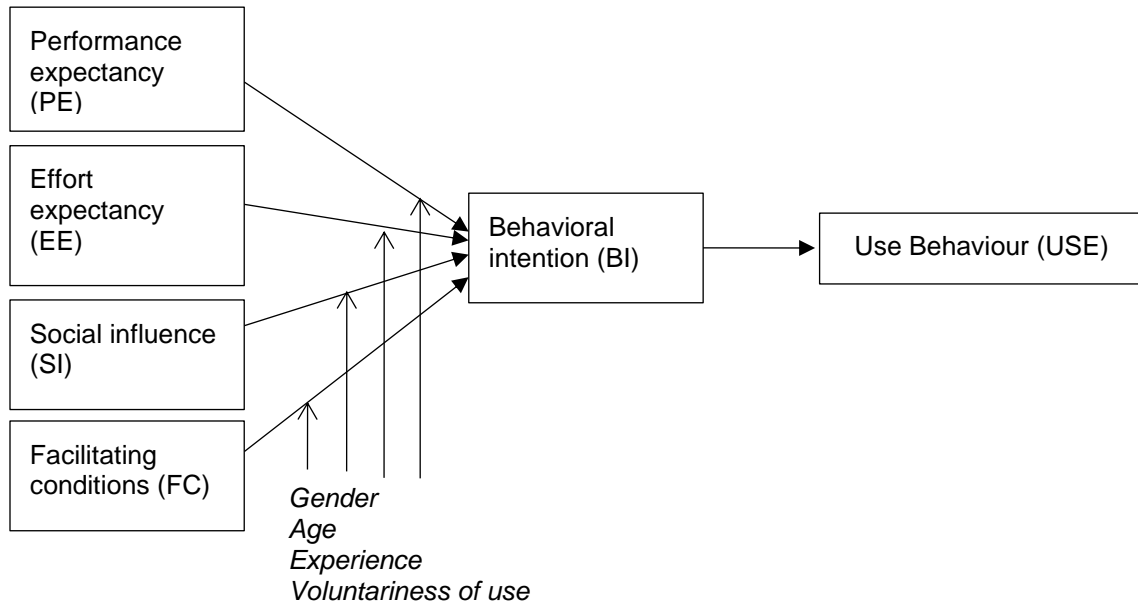 Performance
expectancy
(PE)
Effort
expectancy
(EE)
Social influence
(SI)
Facilitating
conditions (FC)
Behavioral
intention (BI)
Use Behaviour (USE)
Gender
Age
Experience
Voluntariness of use